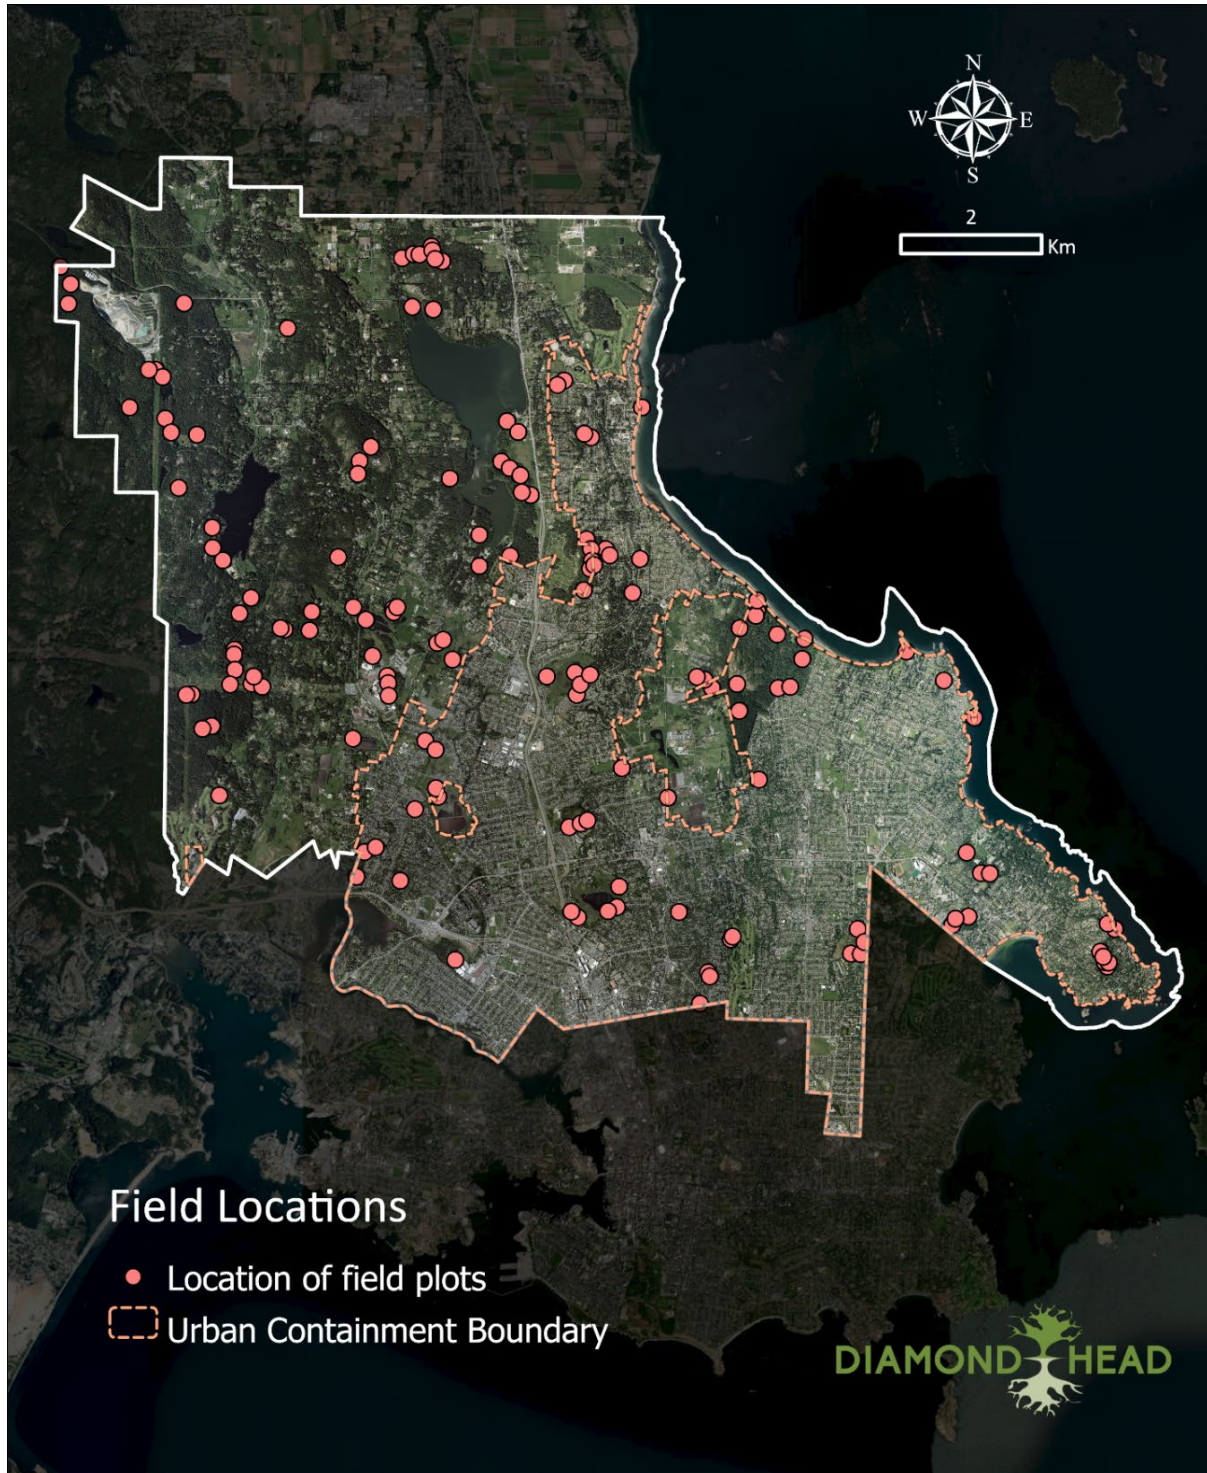 N
W E
S
2
Km
Field Locations
Location of field plots
Urban Containment Boundary
DIAMOND HEAD